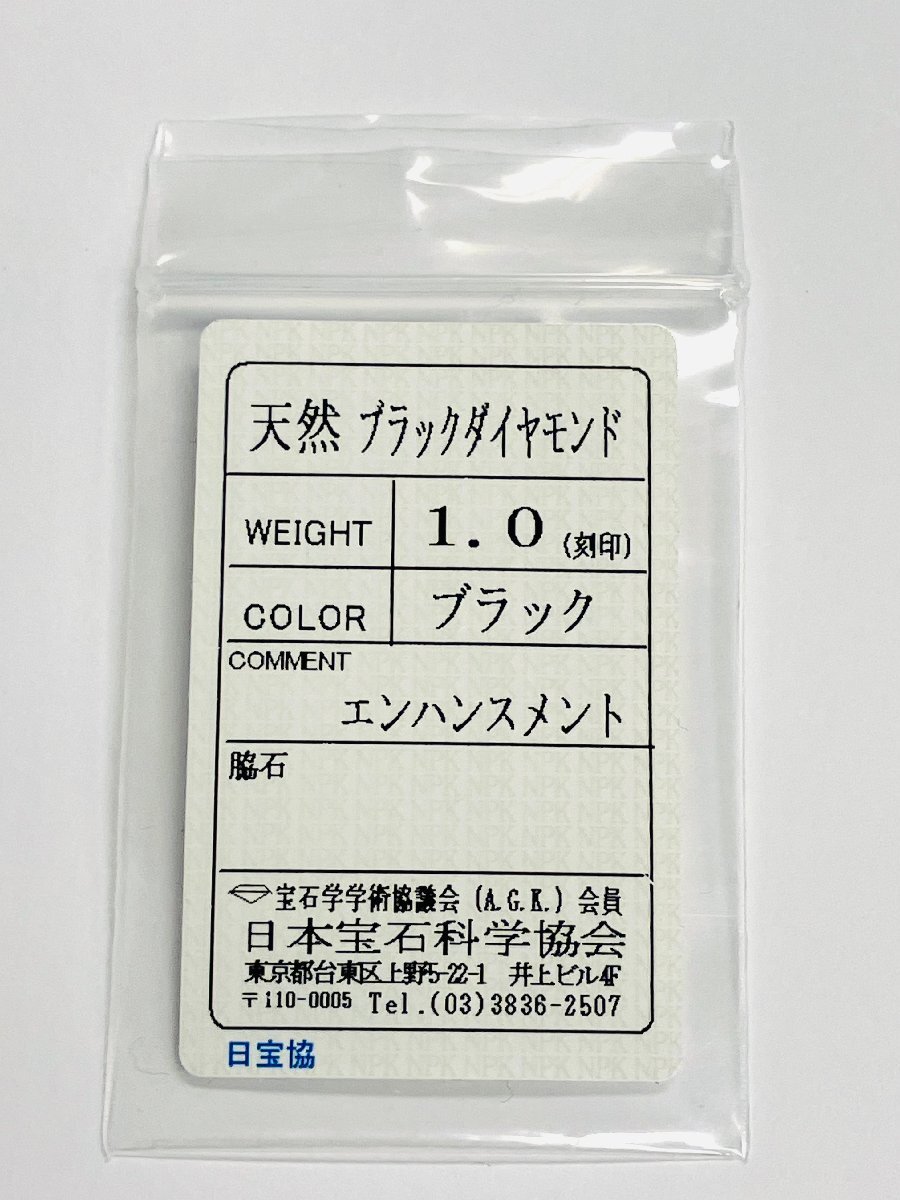 天然 ブラックダイヤモンド
WEIGHT 1.0 (刻印)
COLOR ブラック
COMMENT
エンハンスメント
脇石
宝石学学術協議会 (A.G.K.) 会員
日本宝石科学協会
東京都台東区上野5-22-1 井上ビル4F
〒110-0005 Tel.(03)3836-2507
日宝協